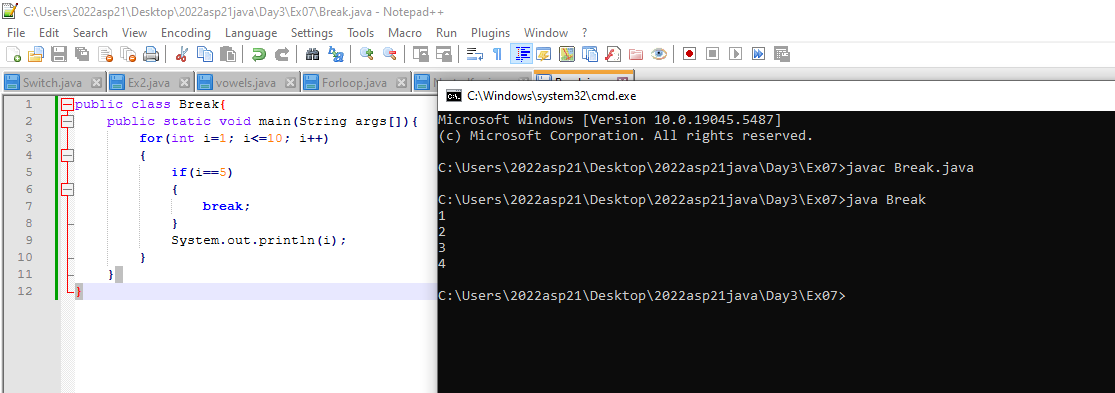 C:\Users\2022asp21\Desktop\2022asp21java\Day3\Ex07\Break.java - Notepad++
File Edit Search View Encoding Language Settings Tools Macro Run Plugins Window ?
Switch.java Ex2.java vowels.java Forloop.java
1 public class Break{
2 public static void main(String args[]){
3 for(int i=1; i<=10; i++)
4 {
5 if(i==5)
6 {
7 break;
8 }
9 System.out.println(i);
10 }
11 }
12 }
C:\Windows\system32\cmd.exe
Microsoft Windows [Version 10.0.19045.5487]
(c) Microsoft Corporation. All rights reserved.
C:\Users\2022asp21\Desktop\2022asp21java\Day3\Ex07>javac Break.java
C:\Users\2022asp21\Desktop\2022asp21java\Day3\Ex07>java Break
1
2
3
4
C:\Users\2022asp21\Desktop\2022asp21java\Day3\Ex07>